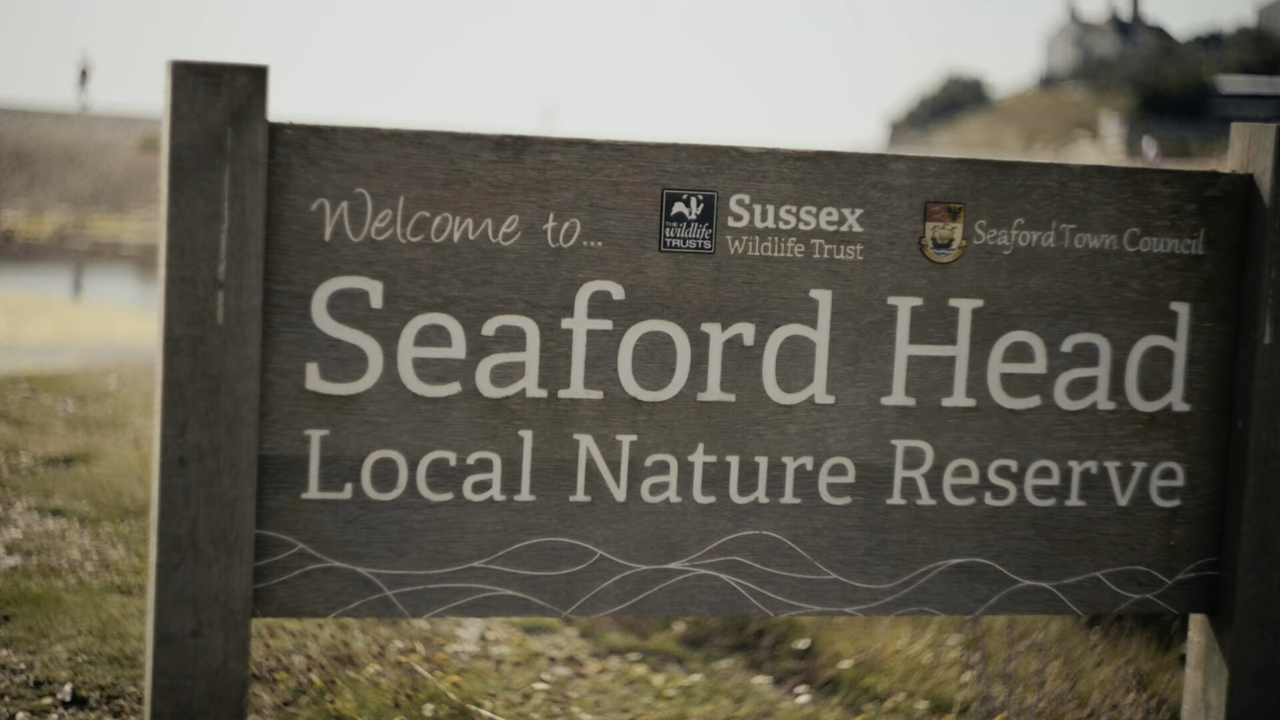 Welcome to...
THE wildlife TRUSTS
Sussex
Wildlife Trust
Seaford Town Council
Seaford Head
Local Nature Reserve